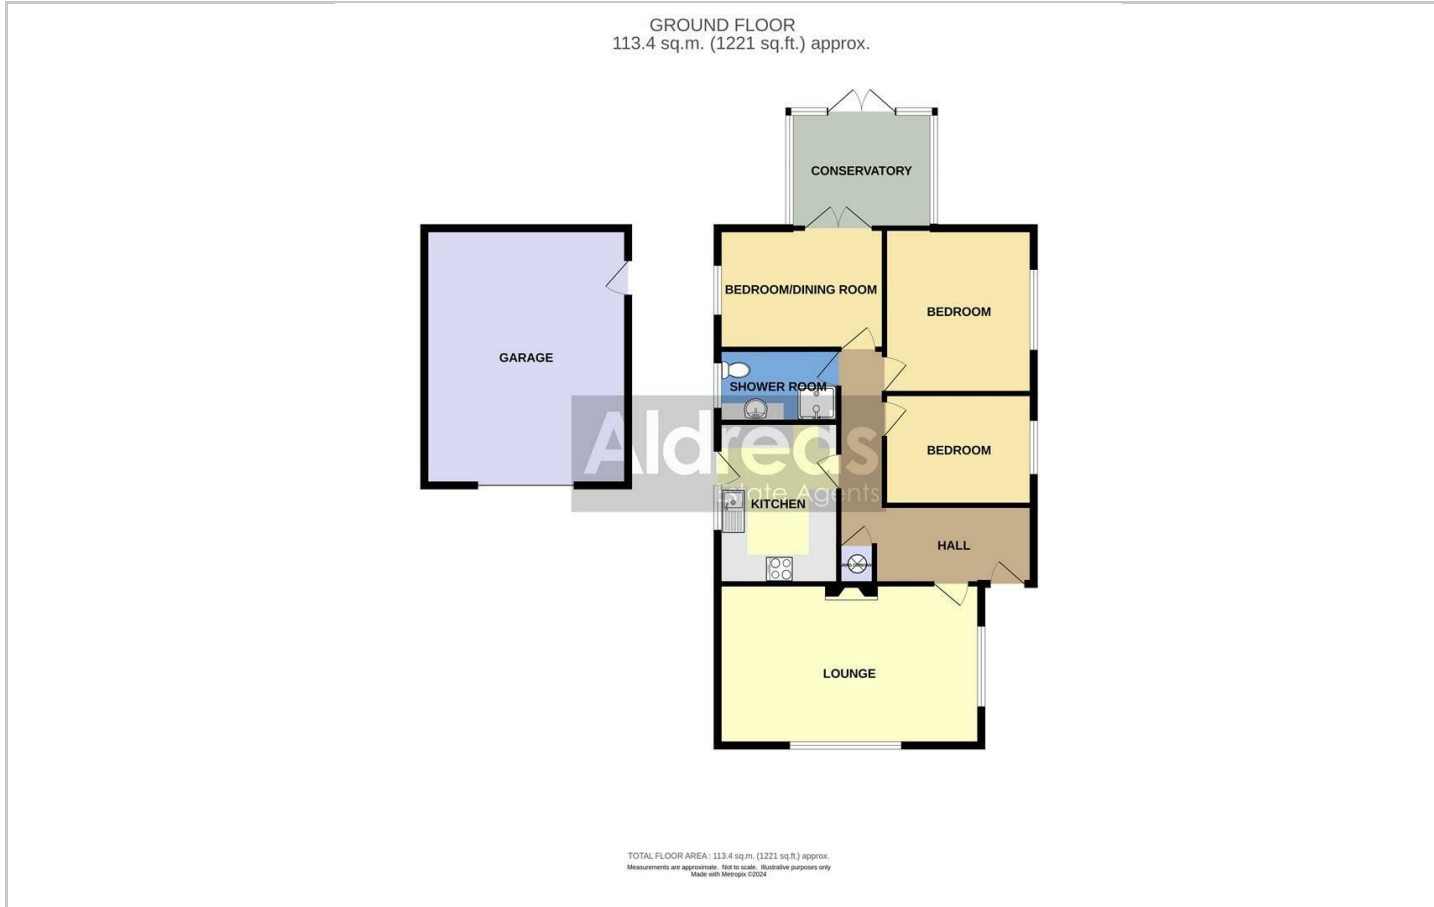 GROUND FLOOR
113.4 sq.m. (1221 sq.ft.) approx.
CONSERVATORY
BEDROOM/DINING ROOM
BEDROOM
GARAGE
SHOWER ROOM
Aldreds
Estate Agents
BEDROOM
KITCHEN
HALL
LOUNGE
TOTAL FLOOR AREA : 113.4 sq.m. (1221 sq.ft.) approx.
Measurements are approximate. Not to scale. Illustrative purposes only
Made with Metropix ©2024